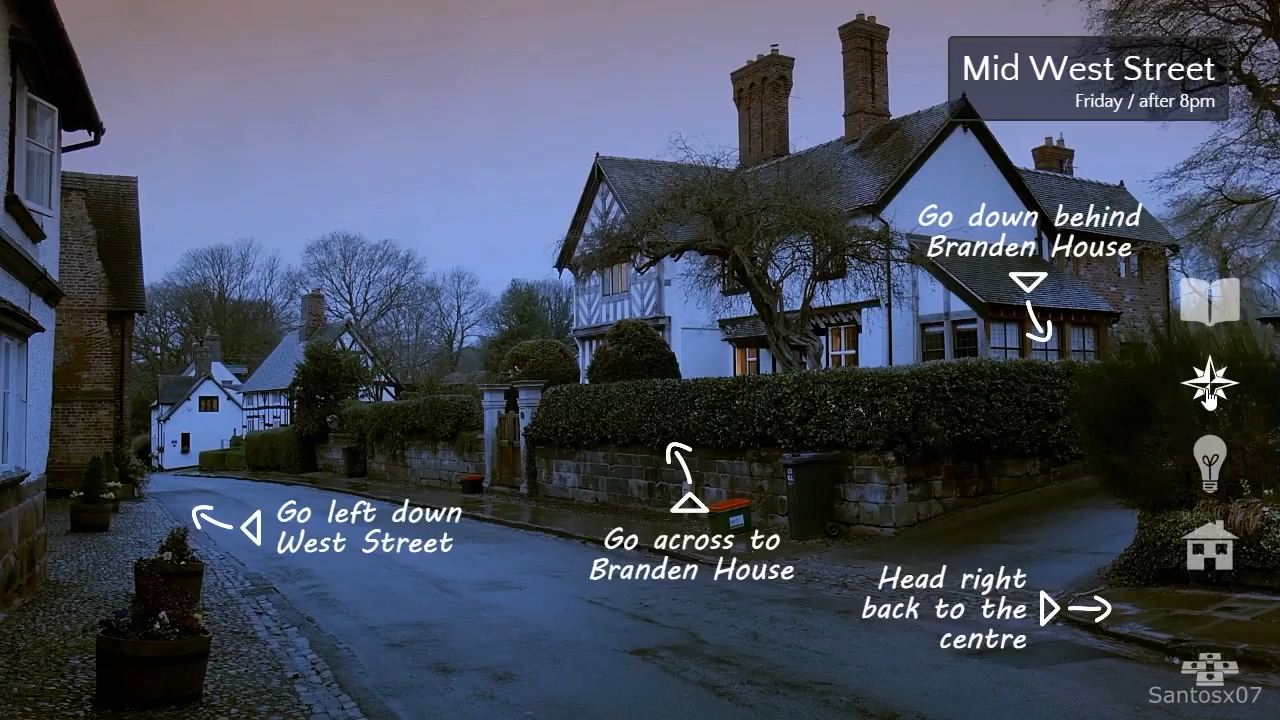 Mid West Street
Friday / after 8pm
Go down behind
Branden House
Go left down
West Street
Go across to
Branden House
Head right
back to the
centre
Santosx07